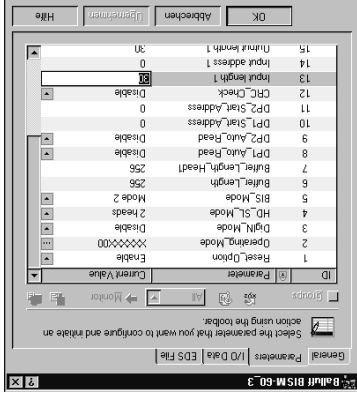 Balluff BISM-60_3
General Parameters I/O Data EDS File
Select the parameter that you want to configure and initiate an
action using the toolbar.
Groups All Monitor
ID Parameter Current Value
1 Reset_Option Enable
2 Operating_Mode XXXXXX00
3 DigIN_Mode Disable
4 HD_SL_Mode 2 heads
5 BIS_Mode Mode 2
6 Buffer_Length 256
7 Buffer_Length_Head1 256
8 DP1_Auto_Read Disable
9 DP2_Auto_Read Disable
10 DP1_Start_Address 0
11 DP2_Start_Address 0
12 CRC_Check Disable
13 Input length 1 30
14 Input address 1 0
15 Output length 1 30
OK Abbrechen Übernehmen Hilfe